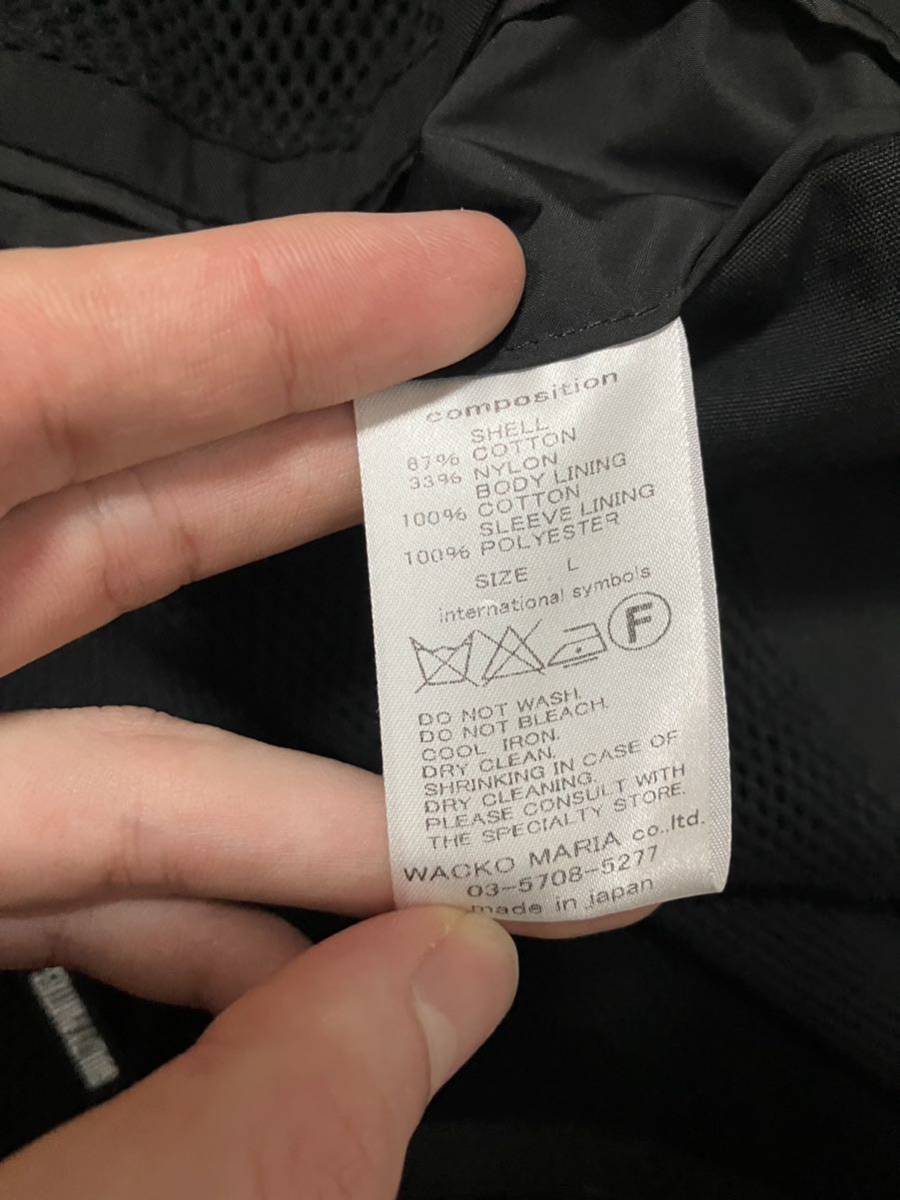 composition
SHELL
67% COTTON
33% NYLON
BODY LINING
100% COTTON
SLEEVE LINING
100% POLYESTER
SIZE L
international symbols
F
DO NOT WASH.
DO NOT BLEACH.
COOL IRON.
DRY CLEAN.
SHRINKING IN CASE OF
DRY CLEANING.
PLEASE CONSULT WITH
THE SPECIALTY STORE.
WACKO MARIA co.,ltd.
03-5708-5277
made in japan